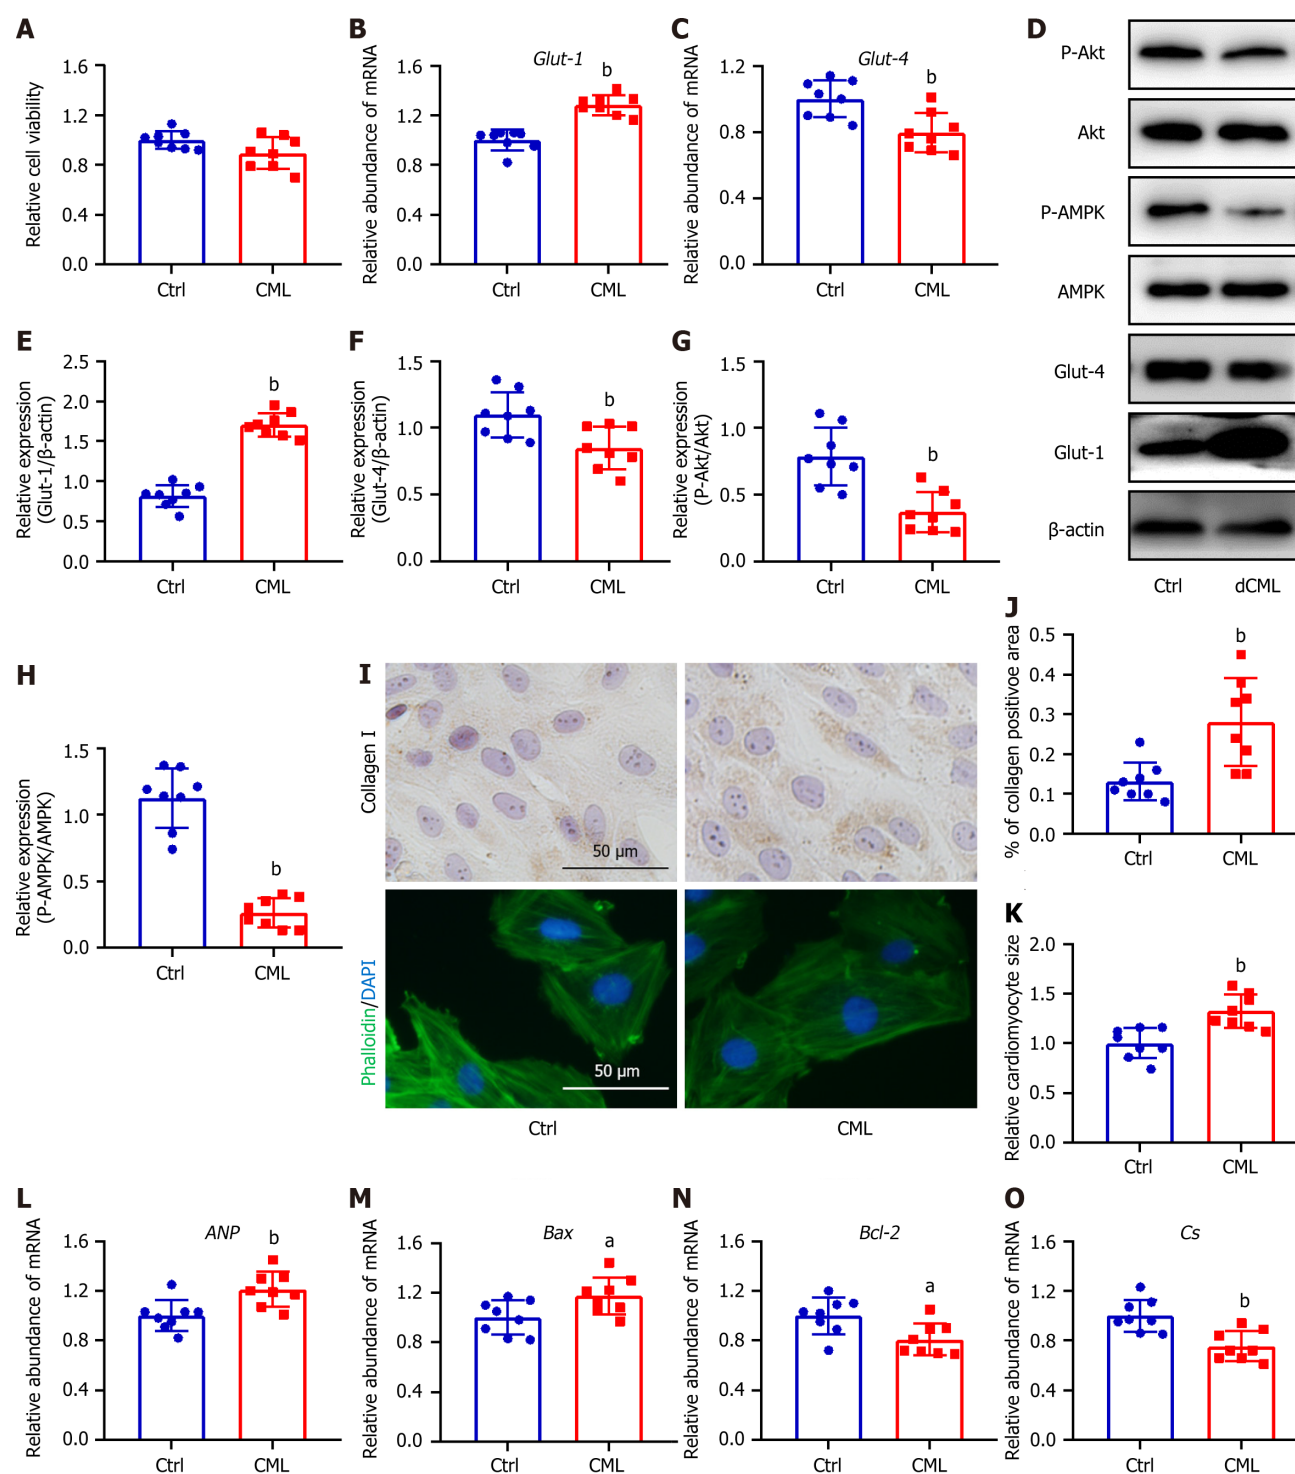 A
Relative cell viability
1.6
1.2
0.8
0.4
0.0
Ctrl
CML
B
Relative abundance of mRNA
Glut-1
b
1.6
1.2
0.8
0.4
0.0
Ctrl
CML
C
Relative abundance of mRNA
Glut-4
b
1.2
0.8
0.4
0.0
Ctrl
CML
D
P-Akt
Akt
P-AMPK
AMPK
Glut-4
Glut-1
β-actin
Ctrl
dCML
E
Relative expression
(Glut-1/β-actin)
b
2.5
2.0
1.5
1.0
0.5
0.0
Ctrl
CML
F
Relative expression
(Glut-4/β-actin)
b
1.5
1.0
0.5
0.0
Ctrl
CML
G
Relative expression
(P-Akt/Akt)
b
1.5
1.0
0.5
0.0
Ctrl
CML
H
Relative expression
(P-AMPK/AMPK)
b
1.5
1.0
0.5
0.0
Ctrl
CML
I
Collagen I
50 μm
Phalloidin/DAPI
50 μm
Ctrl
CML
J
% of collagen positivoe area
b
0.5
0.4
0.3
0.2
0.1
0.0
Ctrl
CML
K
Relative cardiomyocyte size
b
2.0
1.5
1.0
0.5
0.0
Ctrl
CML
L
Relative abundance of mRNA
ANP
b
1.6
1.2
0.8
0.4
0.0
Ctrl
CML
M
Relative abundance of mRNA
Bax
a
1.6
1.2
0.8
0.4
0.0
Ctrl
CML
N
Relative abundance of mRNA
Bcl-2
a
1.6
1.2
0.8
0.4
0.0
Ctrl
CML
O
Relative abundance of mRNA
Cs
b
1.6
1.2
0.8
0.4
0.0
Ctrl
CML